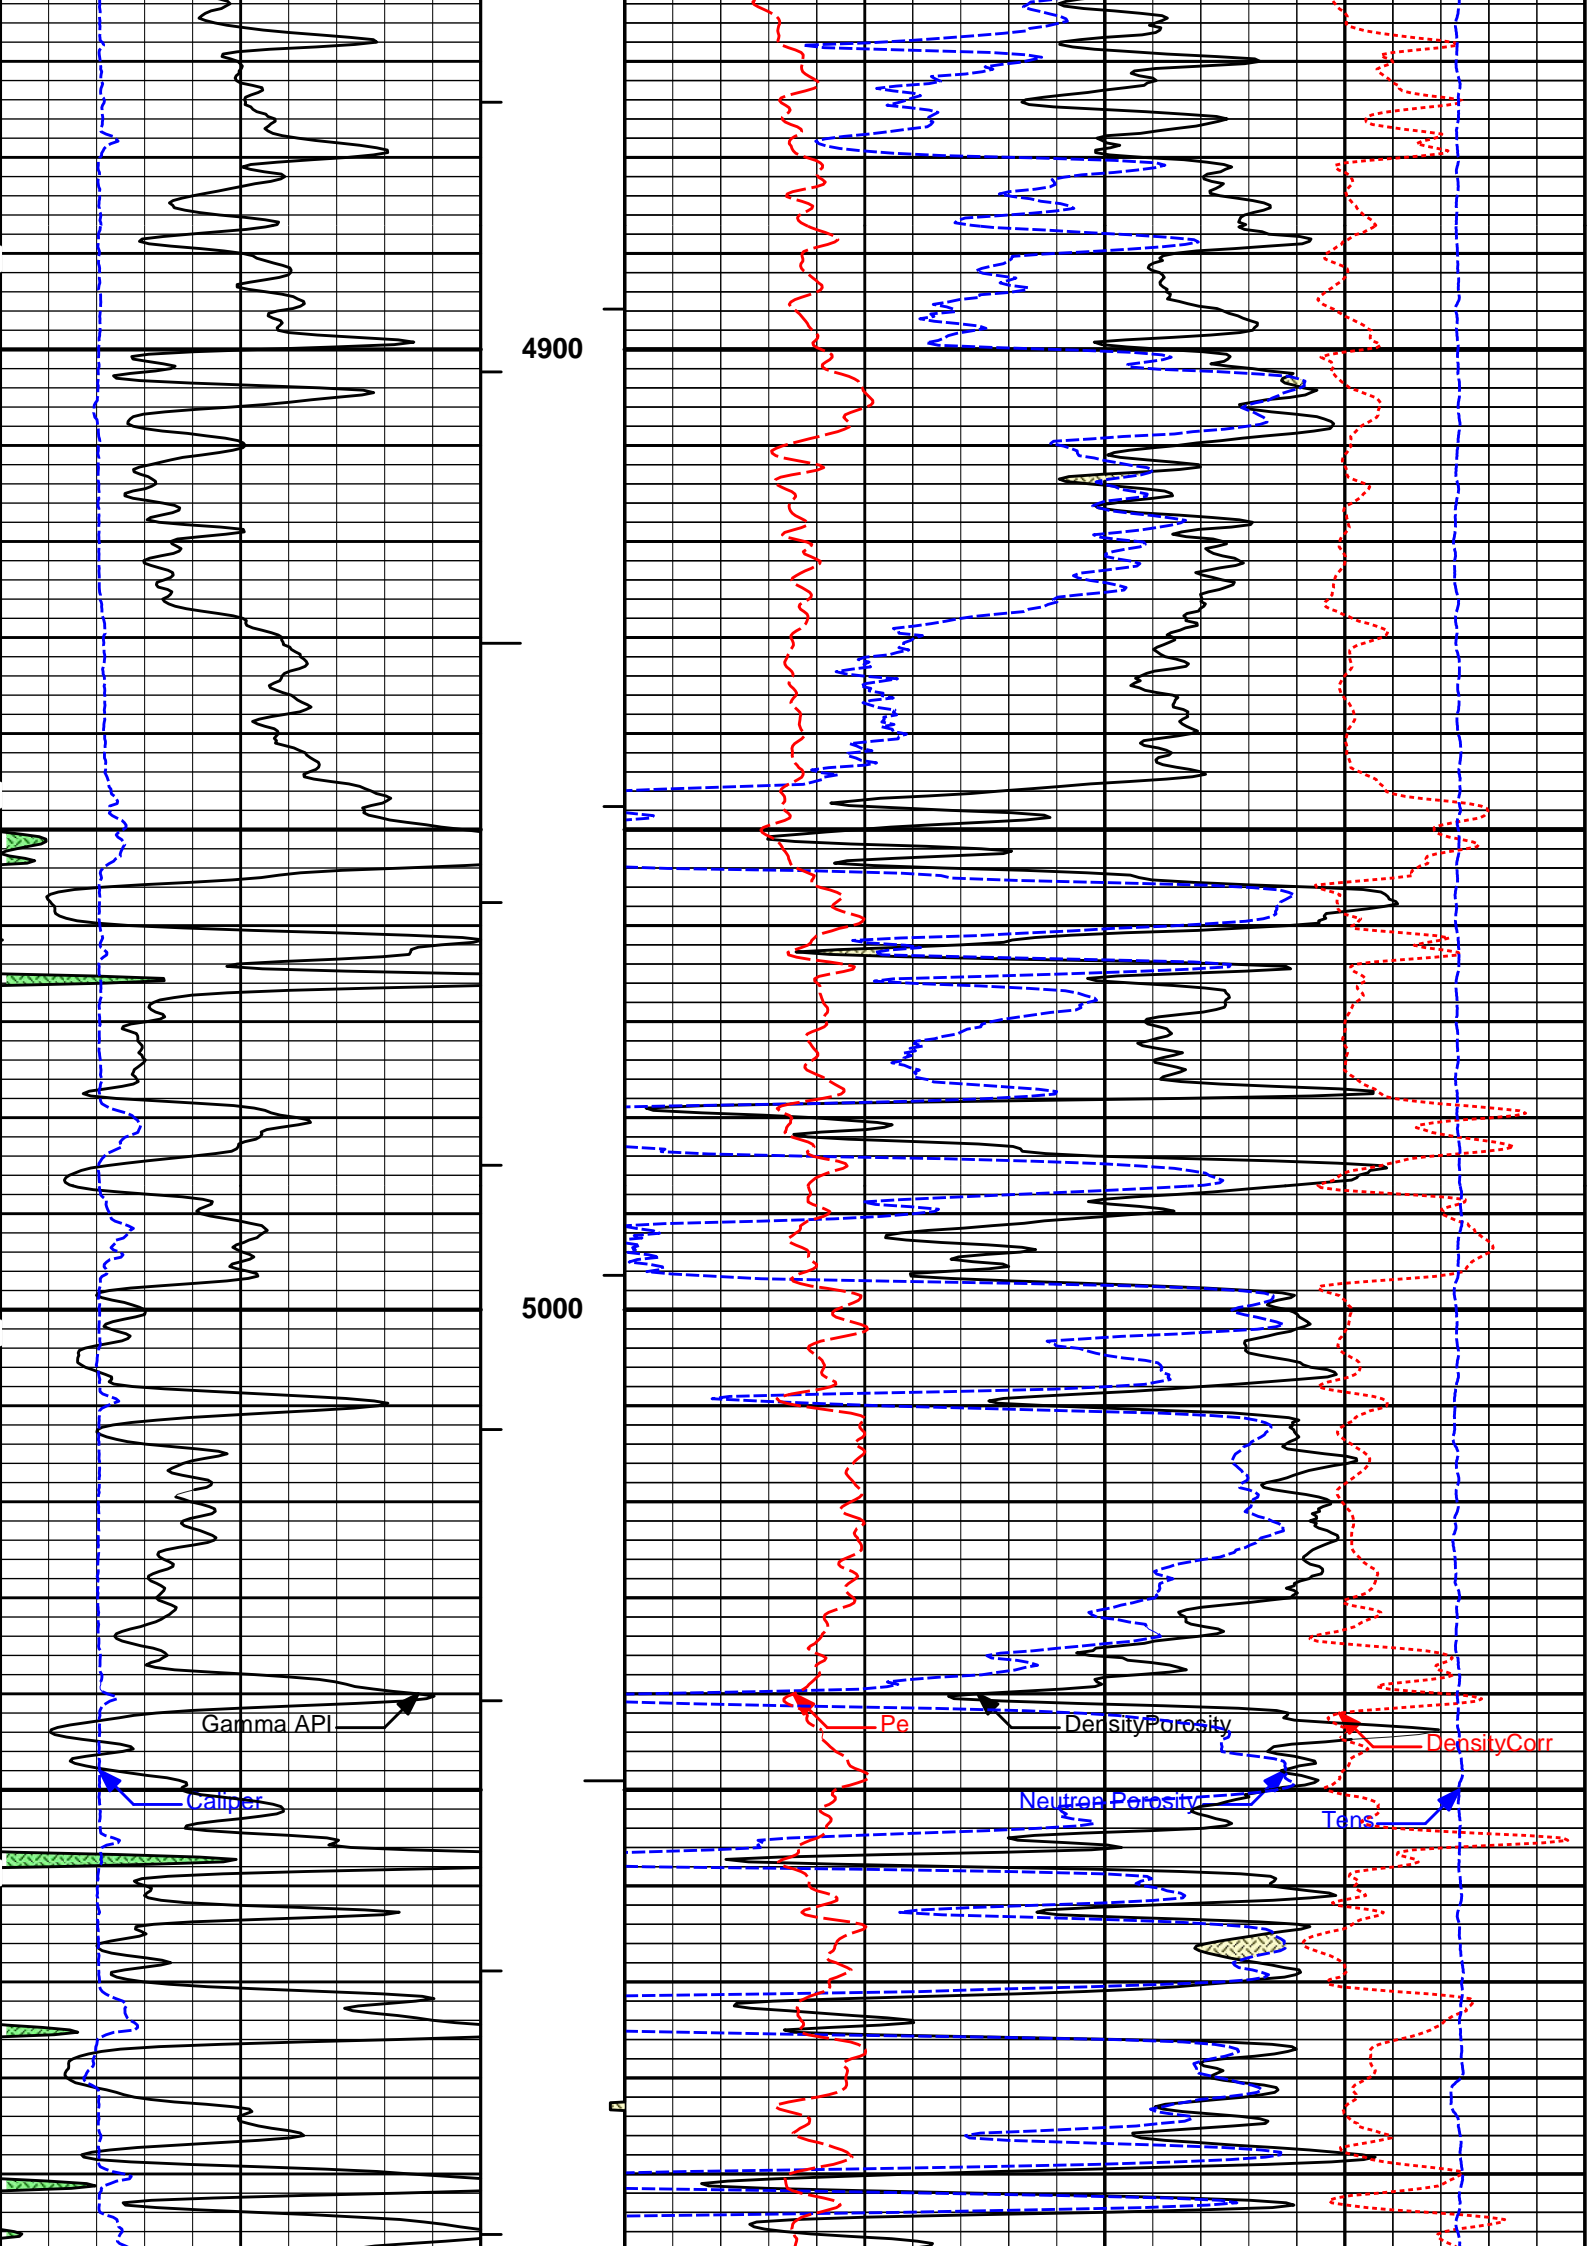 4900
5000
Gamma API
Pe
DensityPorosity
DensityCorr
Caliper
Neutron Porosity
Tens